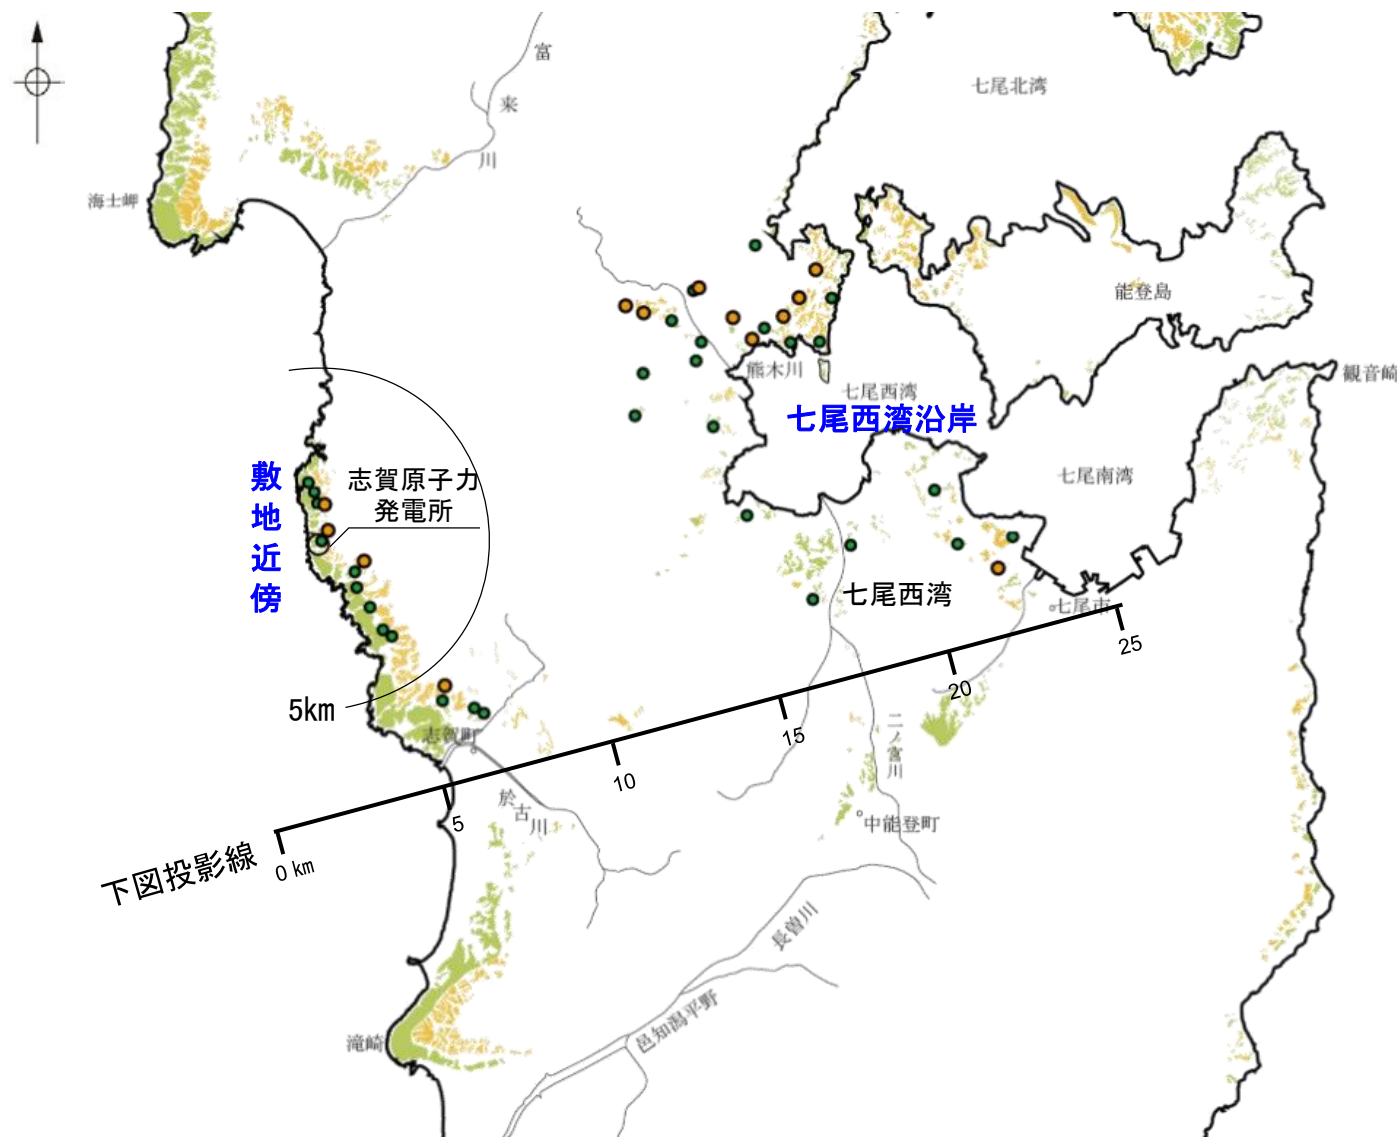 富
来
川
七尾北湾
海士岬
能登島
熊木川
七尾西湾
観音崎
七尾西湾沿岸
敷
地
近
傍
志賀原子力
発電所
七尾南湾
七尾西湾
七尾市
25
20
5km
15
二
ノ
宮
川
志賀町
10
於
古
川
5
中能登町
0 km
下図投影線
長曽川
邑知潟平野
滝崎